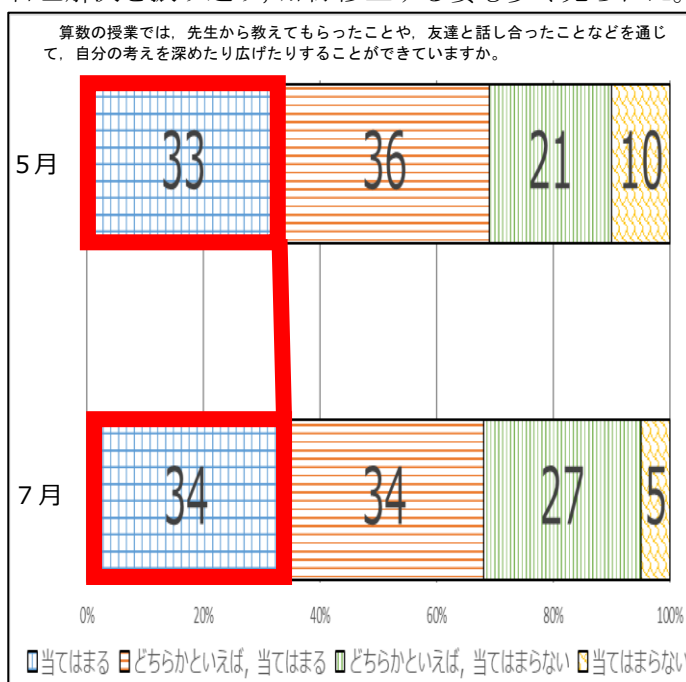 算数の授業では，先生から教えてもらったことや，友達と話し合ったことなどを通じ
て，自分の考えを深めたり広げたりすることができていますか。
5月
33 36 21 10
7月
34 34 27 5
0% 20% 40% 60% 80% 100%
当てはまる どちらかといえば，当てはまる どちらかといえば，当てはまらない 当てはまらない